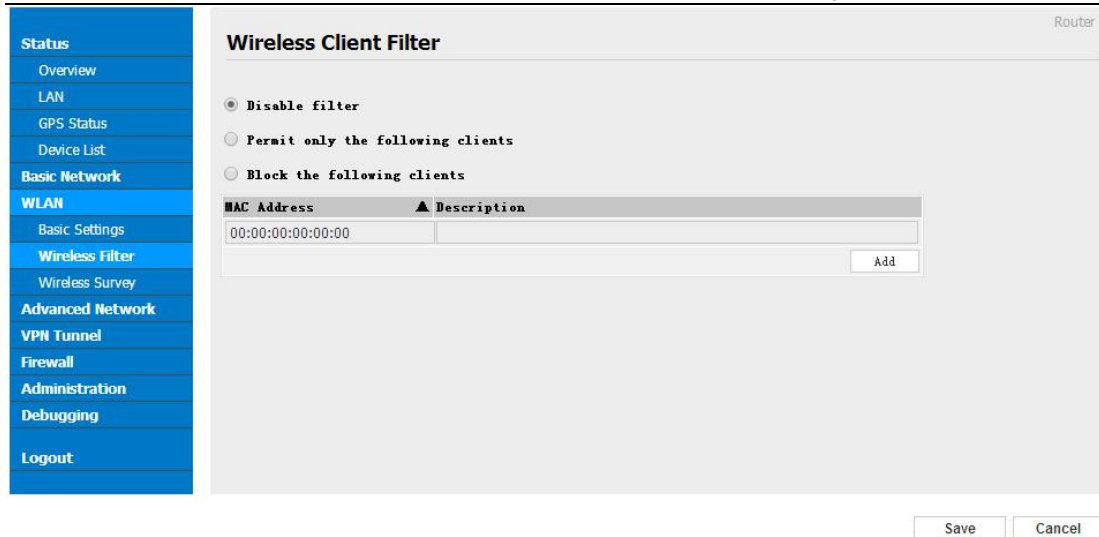 Router
Status
Overview
LAN
GPS Status
Device List
Basic Network
WLAN
Basic Settings
Wireless Filter
Wireless Survey
Advanced Network
VPN Tunnel
Firewall
Administration
Debugging
Logout
Wireless Client Filter
Disable filter
Permit only the following clients
Block the following clients
MAC Address ▲ Description
00:00:00:00:00:00
Add
Save Cancel